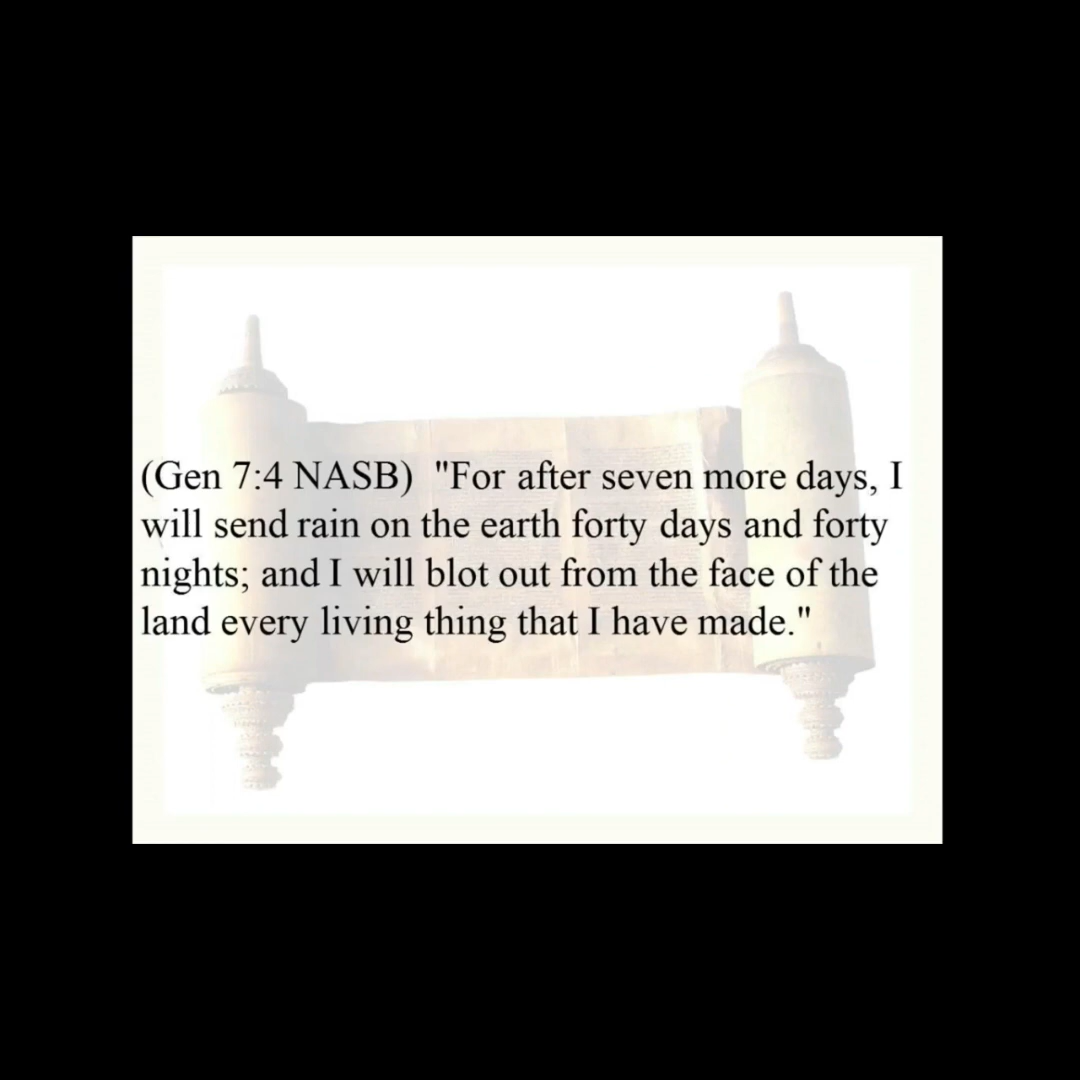 (Gen 7:4 NASB)  "For after seven more days, I
will send rain on the earth forty days and forty
nights; and I will blot out from the face of the
land every living thing that I have made."